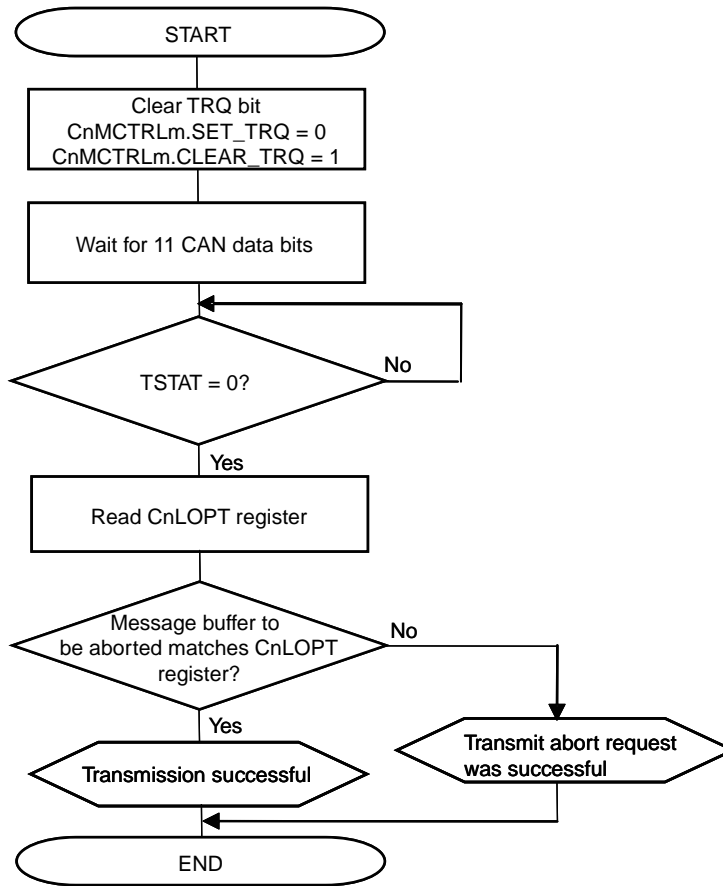 START
Clear TRQ bit
CnMCTRLm.SET_TRQ = 0
CnMCTRLm.CLEAR_TRQ = 1
Wait for 11 CAN data bits
TSTAT = 0?
No
Yes
Read CnLOPT register
Message buffer to
be aborted matches CnLOPT
register?
No
Yes
Transmission successful
Transmit abort request
was successful
END